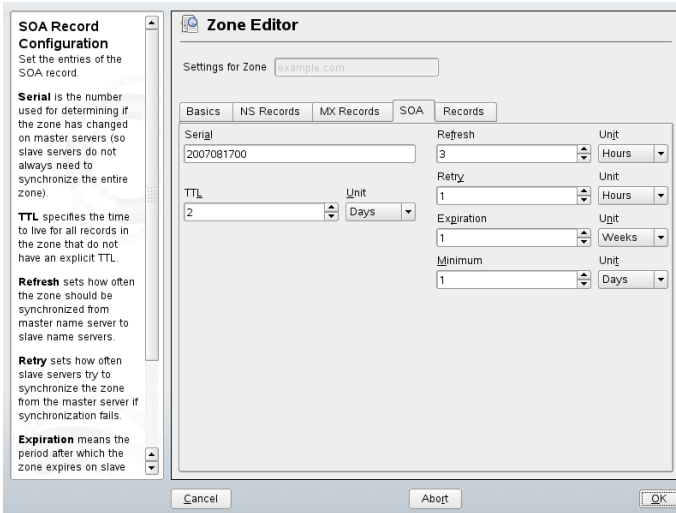 SOA Record
Configuration
Set the entries of the
SOA record.
Serial is the number
used for determining if
the zone has changed
on master servers (so
slave servers do not
always need to
synchronize the entire
zone).
TTL specifies the time
to live for all records in
the zone that do not
have an explicit TTL.
Refresh sets how often
the zone should be
synchronized from
master name server to
slave name servers.
Retry sets how often
slave servers try to
synchronize the zone
from the master server if
synchronization fails.
Expiration means the
period after which the
zone expires on slave
Zone Editor
Settings for Zone example.com
Basics NS Records MX Records SOA Records
Serial
2007081700
TTL Unit
2 Days
Refresh Unit
3 Hours
Retry Unit
1 Hours
Expiration Unit
1 Weeks
Minimum Unit
1 Days
Cancel Abort OK